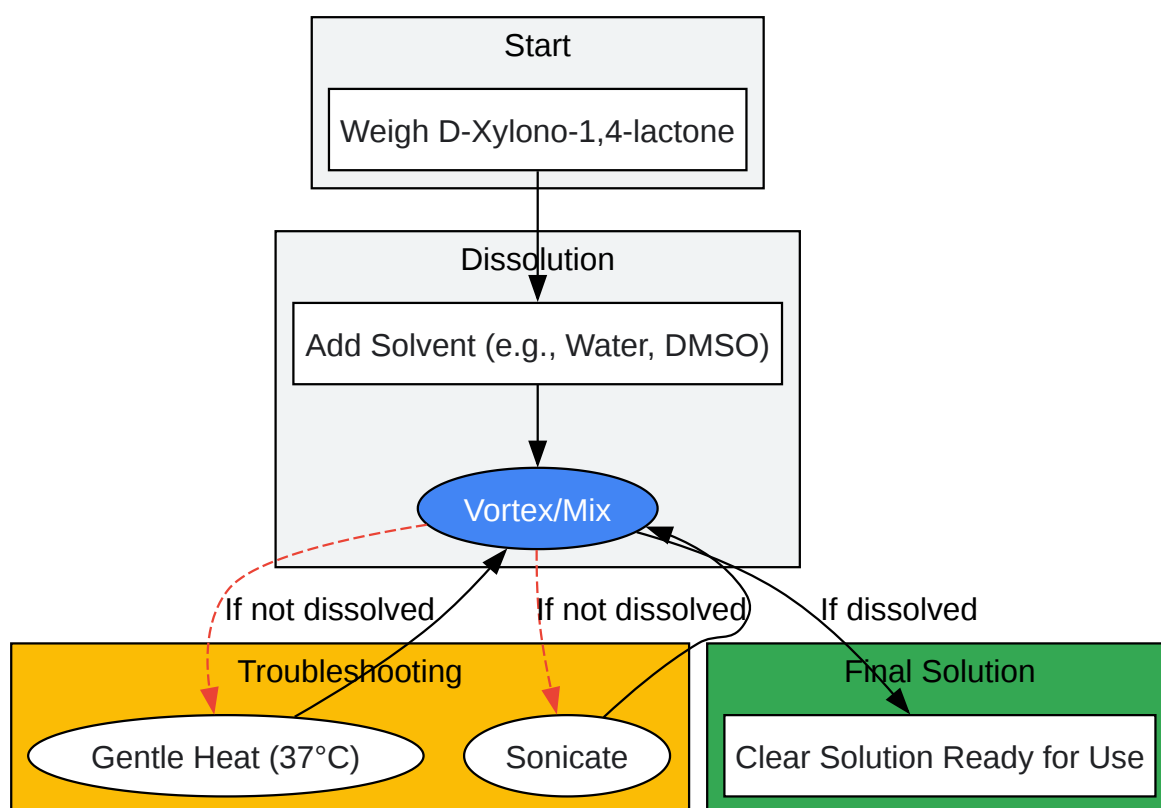 Start
Weigh D-Xylono-1,4-lactone
Dissolution
Add Solvent (e.g., Water, DMSO)
Vortex/Mix
If not dissolved
If not dissolved
If dissolved
Troubleshooting
Final Solution
Gentle Heat (37°C)
Sonicate
Clear Solution Ready for Use